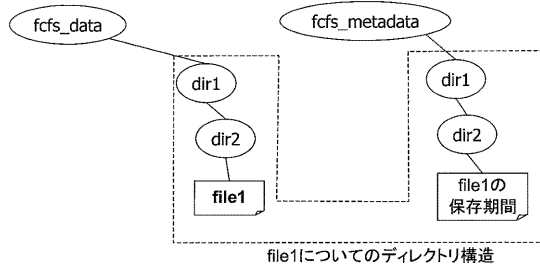 fcfs_data
fcfs_metadata
dir1
dir2
file1
dir1
dir2
file1の
保存期間
file1についてのディレクトリ構造